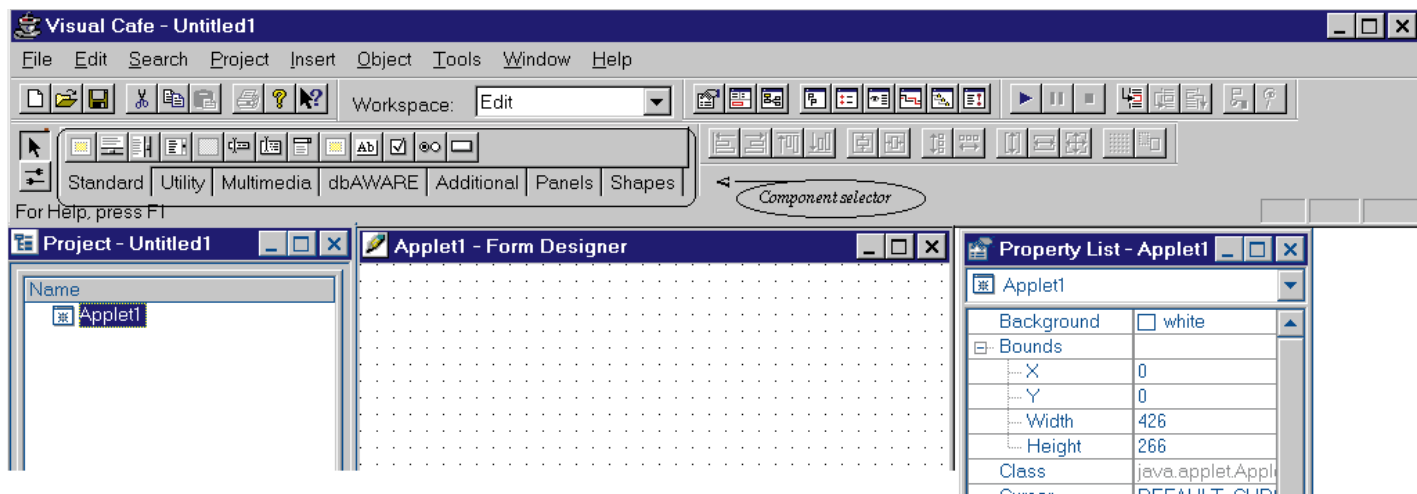 Visual Cafe - Untitled1
File Edit Search Project Insert Object Tools Window Help
Workspace: Edit
Ab
Standard Utility Multimedia dbAWARE Additional Panels Shapes
Component selector
For Help, press F1
Project - Untitled1
Name
Applet1
Applet1 - Form Designer
Property List - Applet1
Applet1
Background white
Bounds
X 0
Y 0
Width 426
Height 266
Class java.applet.Appl